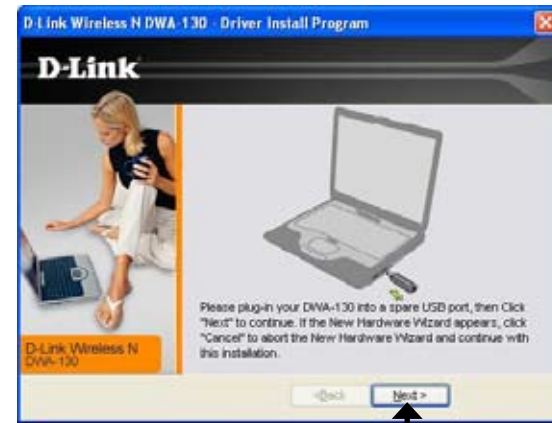 D-Link Wireless N DWA-130 - Driver Install Program
D-Link
Please plug-in your DWA-130 into a spare USB port, then Click
"Next" to continue. If the New Hardware Wizard appears, click
"Cancel" to abort the New Hardware Wizard and continue with
this installation.
D-Link Wireless N
DWA-130
<Back
Next >